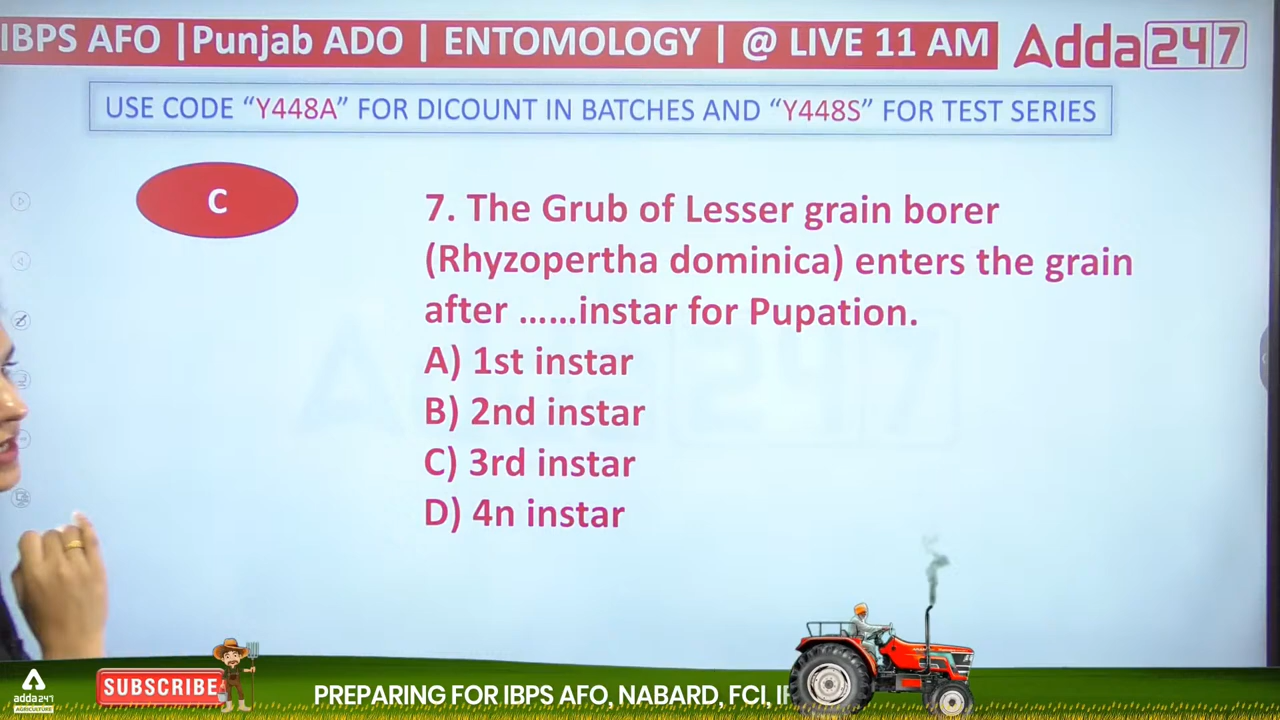 IBPS AFO |Punjab ADO | ENTOMOLOGY | @ LIVE 11 AM Adda247
USE CODE “Y448A” FOR DICOUNT IN BATCHES AND “Y448S” FOR TEST SERIES
C
7. The Grub of Lesser grain borer
(Rhyzopertha dominica) enters the grain
after ......instar for Pupation.
A) 1st instar
B) 2nd instar
C) 3rd instar
D) 4n instar
adda247
AGRICULTURE
SUBSCRIBE
PREPARING FOR IBPS AFO, NABARD, FCI,